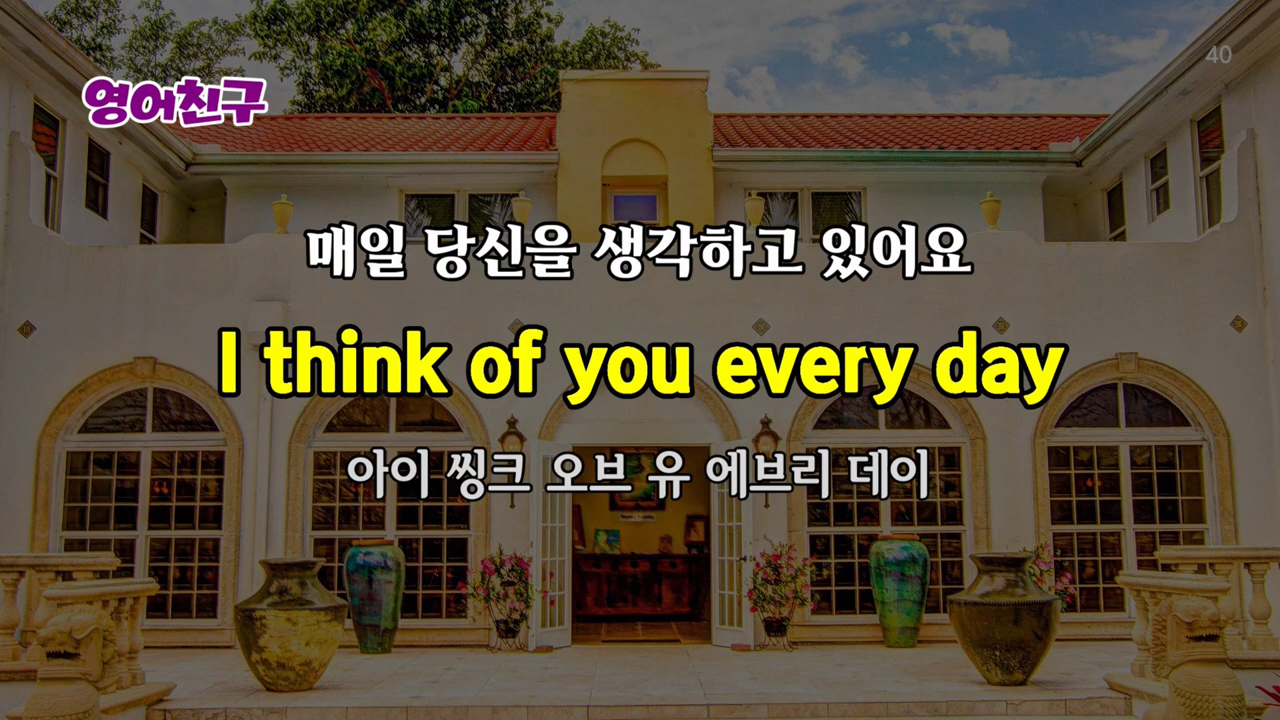 40
영어친구
매일 당신을 생각하고 있어요
I think of you every day
아이 씽크 오브 유 에브리 데이